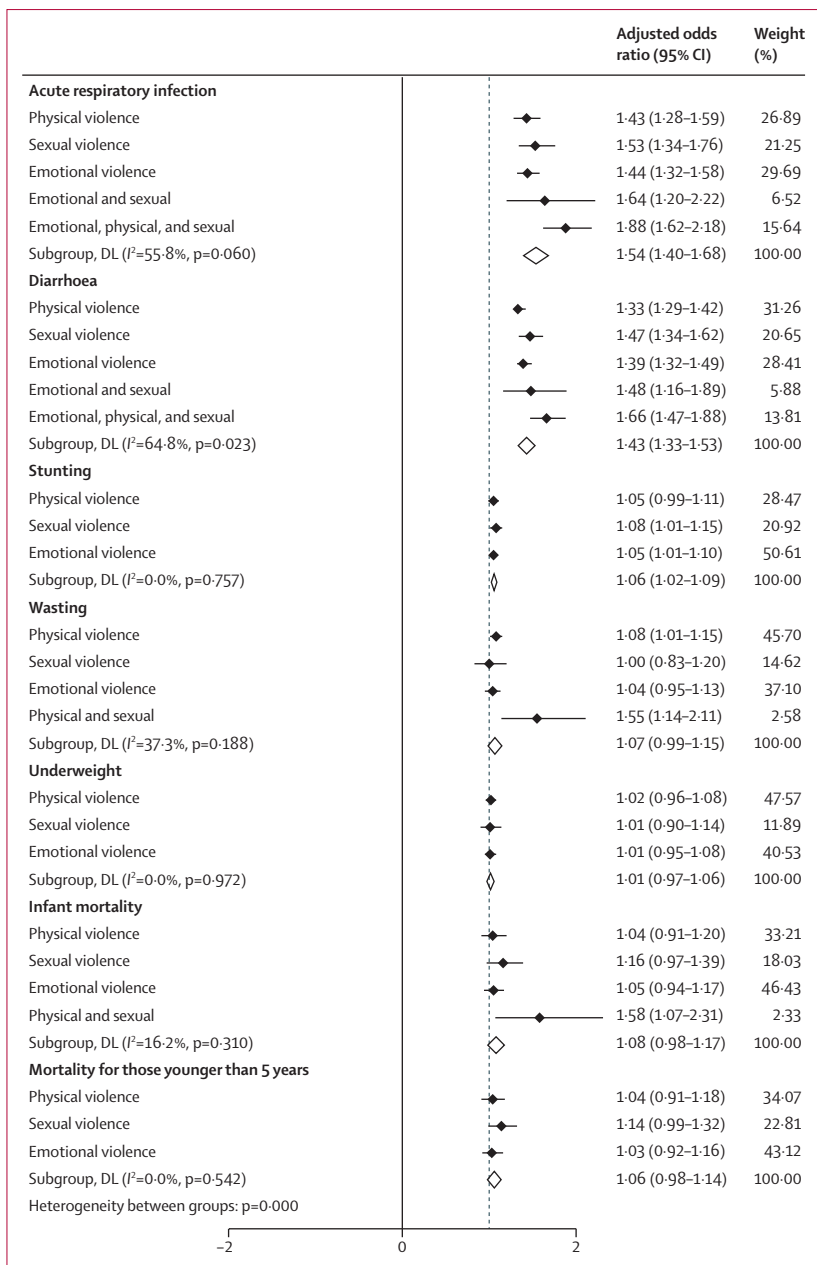 Adjusted odds ratio (95% CI) Weight (%)
Acute respiratory infection
Physical violence 1·43 (1·28–1·59) 26·89
Sexual violence 1·53 (1·34–1·76) 21·25
Emotional violence 1·44 (1·32–1·58) 29·69
Emotional and sexual 1·64 (1·20–2·22) 6·52
Emotional, physical, and sexual 1·88 (1·62–2·18) 15·64
Subgroup, DL (I²=55·8%, p=0·060) 1·54 (1·40–1·68) 100·00
Diarrhoea
Physical violence 1·33 (1·29–1·42) 31·26
Sexual violence 1·47 (1·34–1·62) 20·65
Emotional violence 1·39 (1·32–1·49) 28·41
Emotional and sexual 1·48 (1·16–1·89) 5·88
Emotional, physical, and sexual 1·66 (1·47–1·88) 13·81
Subgroup, DL (I²=64·8%, p=0·023) 1·43 (1·33–1·53) 100·00
Stunting
Physical violence 1·05 (0·99–1·11) 28·47
Sexual violence 1·08 (1·01–1·15) 20·92
Emotional violence 1·05 (1·01–1·10) 50·61
Subgroup, DL (I²=0·0%, p=0·757) 1·06 (1·02–1·09) 100·00
Wasting
Physical violence 1·08 (1·01–1·15) 45·70
Sexual violence 1·00 (0·83–1·20) 14·62
Emotional violence 1·04 (0·95–1·13) 37·10
Physical and sexual 1·55 (1·14–2·11) 2·58
Subgroup, DL (I²=37·3%, p=0·188) 1·07 (0·99–1·15) 100·00
Underweight
Physical violence 1·02 (0·96–1·08) 47·57
Sexual violence 1·01 (0·90–1·14) 11·89
Emotional violence 1·01 (0·95–1·08) 40·53
Subgroup, DL (I²=0·0%, p=0·972) 1·01 (0·97–1·06) 100·00
Infant mortality
Physical violence 1·04 (0·91–1·20) 33·21
Sexual violence 1·16 (0·97–1·39) 18·03
Emotional violence 1·05 (0·94–1·17) 46·43
Physical and sexual 1·58 (1·07–2·31) 2·33
Subgroup, DL (I²=16·2%, p=0·310) 1·08 (0·98–1·17) 100·00
Mortality for those younger than 5 years
Physical violence 1·04 (0·91–1·18) 34·07
Sexual violence 1·14 (0·99–1·32) 22·81
Emotional violence 1·03 (0·92–1·16) 43·12
Subgroup, DL (I²=0·0%, p=0·542) 1·06 (0·98–1·14) 100·00
Heterogeneity between groups: p=0·000
–2 0 2